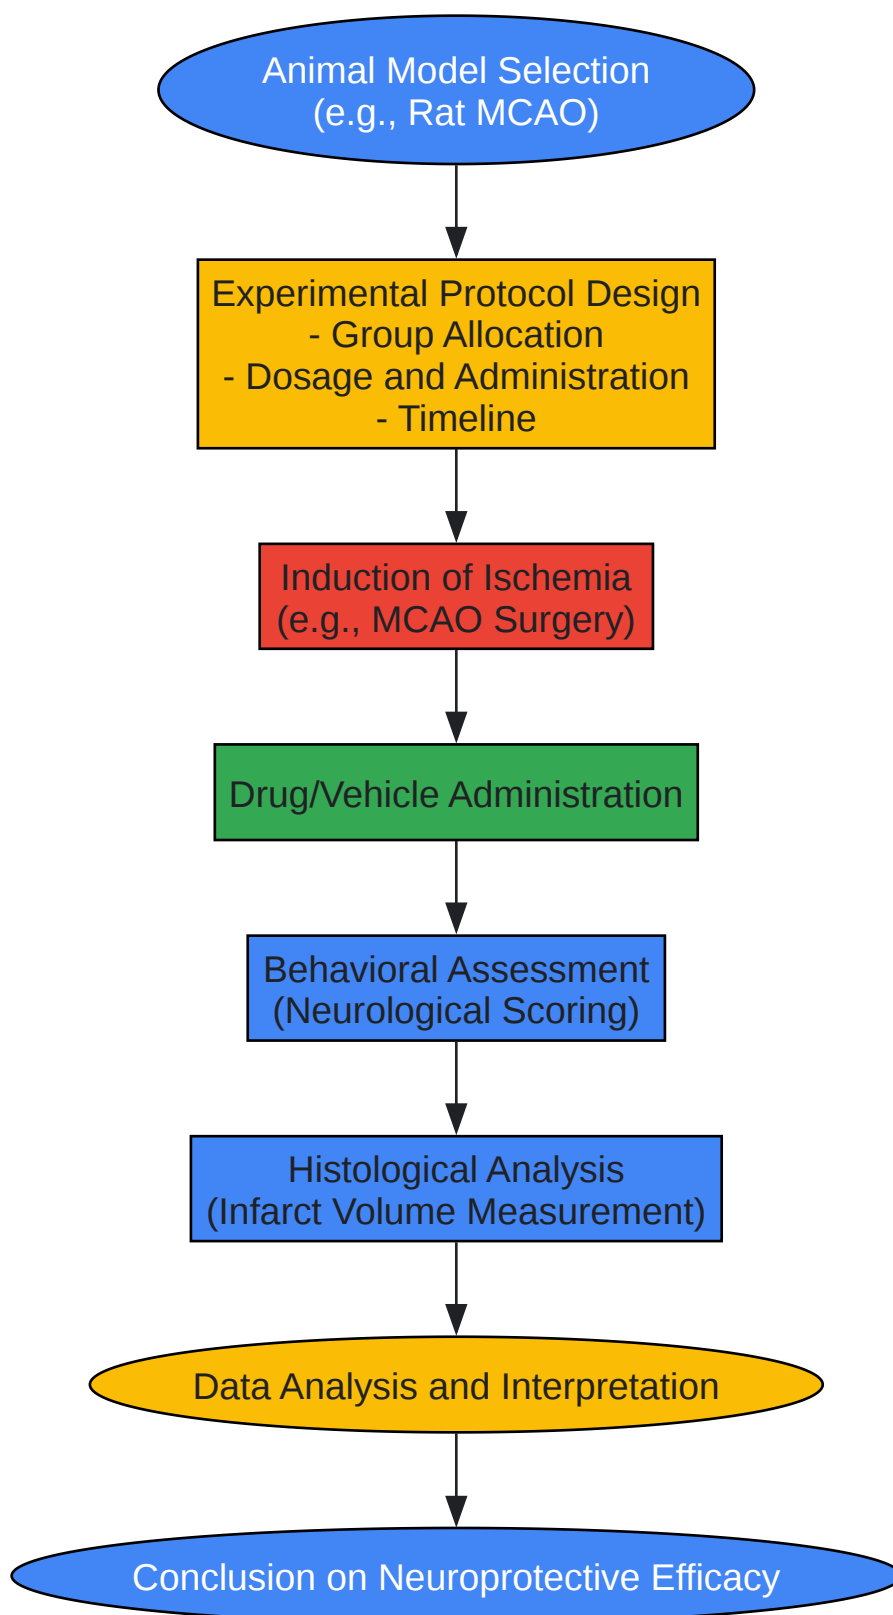 Animal Model Selection
(e.g., Rat MCAO)
Experimental Protocol Design
- Group Allocation
- Dosage and Administration
- Timeline
Induction of Ischemia
(e.g., MCAO Surgery)
Drug/Vehicle Administration
Behavioral Assessment
(Neurological Scoring)
Histological Analysis
(Infarct Volume Measurement)
Data Analysis and Interpretation
Conclusion on Neuroprotective Efficacy